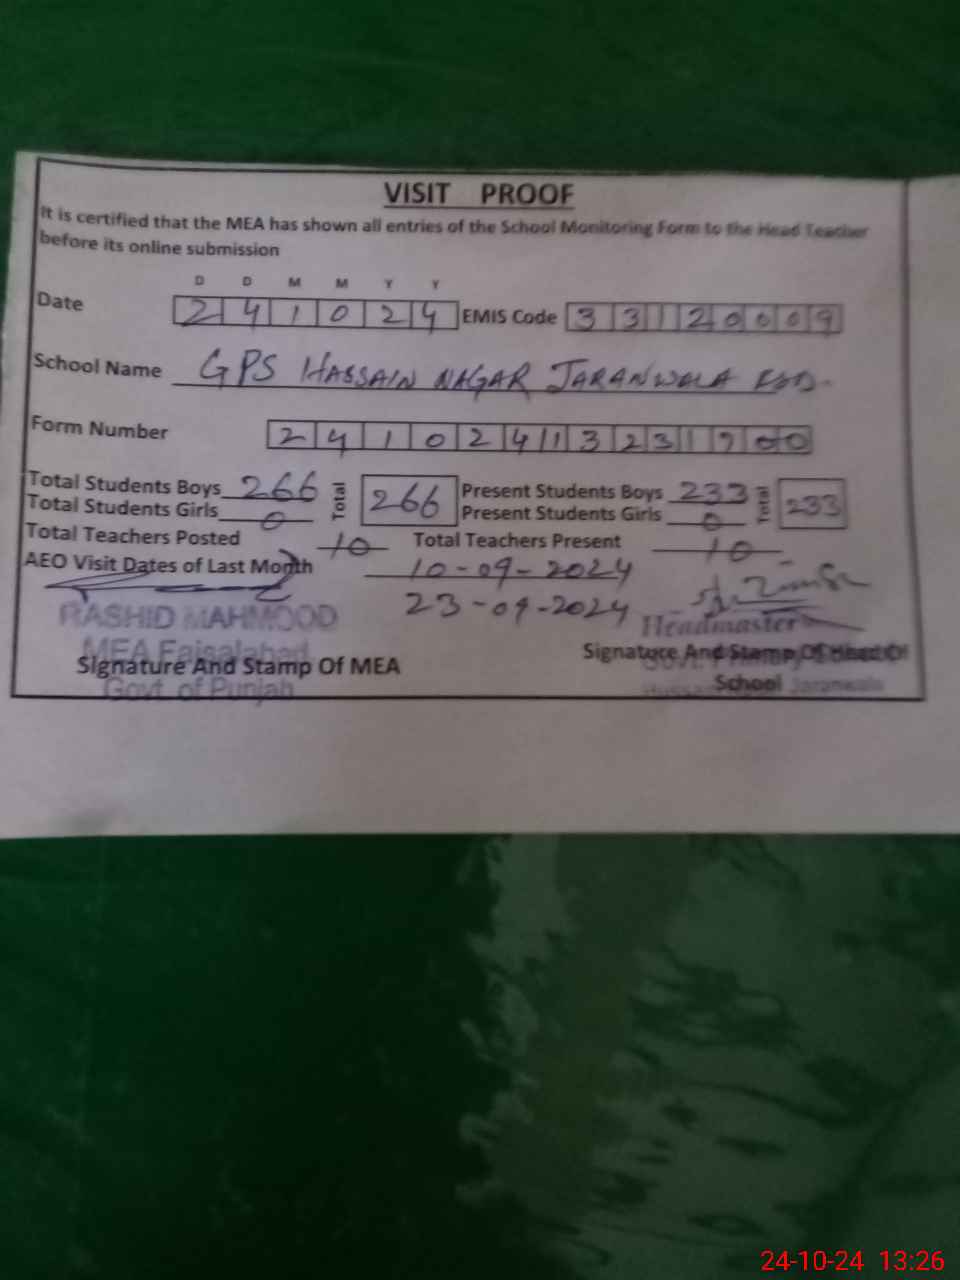 VISIT PROOF
It is certified that the MEA has shown all entries of the School Monitoring Form to the Head Teacher
before its online submission
D D M M Y Y
Date 2 4 1 0 2 4 EMIS Code 3 3 1 2 0 0 0 9
School Name GPS HASSAIN NAGAR JARANWALA FSD.
Form Number 2 4 1 0 2 4 1 3 2 3 1 7 0 0
Total Students Boys 266 Total 266 Present Students Boys 233 Total 233
Total Students Girls 0 Present Students Girls 0
Total Teachers Posted 10 Total Teachers Present 10
AEO Visit Dates of Last Month 10-09-2024
23-09-2024
RASHID MAHMOOD
MEA Faisalabad
Govt. of Punjab
Signature And Stamp Of MEA
Headmaster
Signature And Stamp Of Head Of
School
Jaranwala
24-10-24 13:26